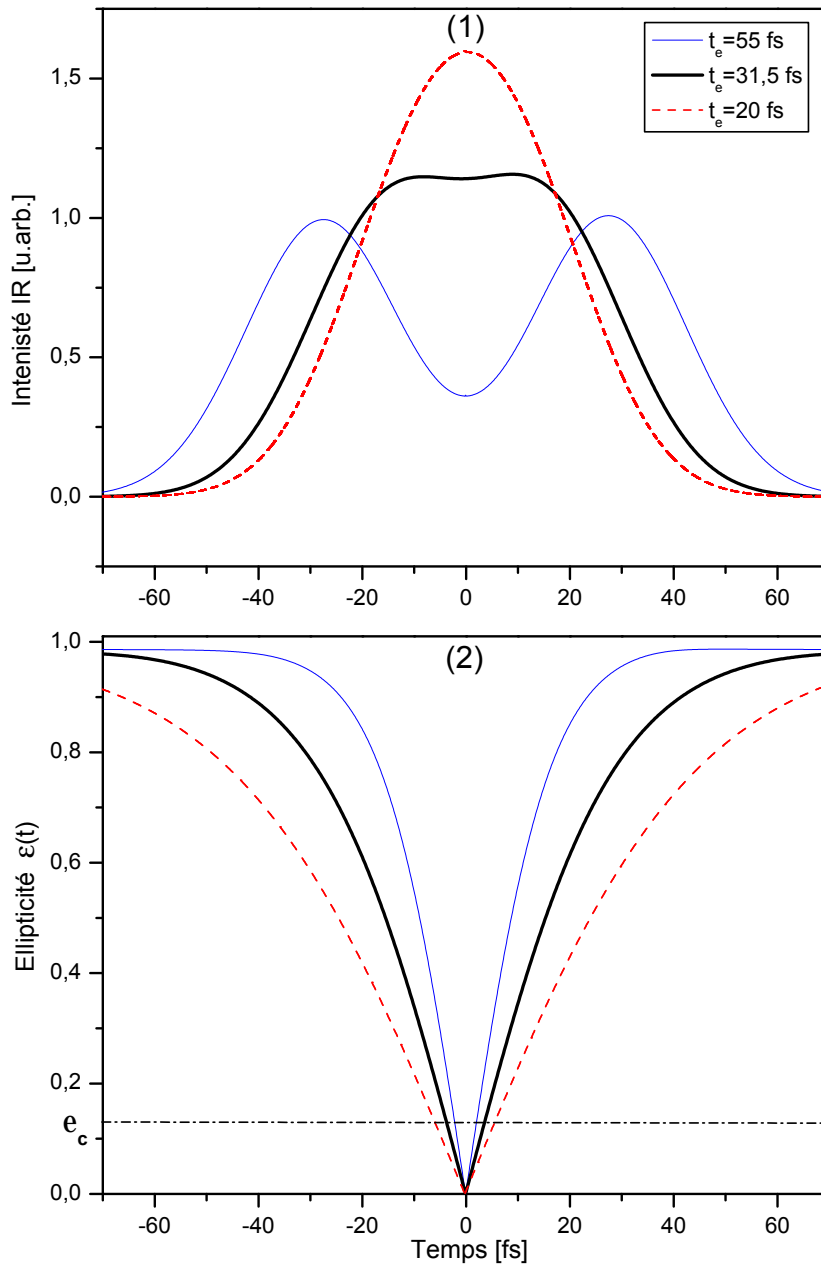 (1)
t_e=55 fs
t_e=31,5 fs
t_e=20 fs
1,5
1,0
0,5
0,0
Intenisté IR [u.arb.]
-60 -40 -20 0 20 40 60
(2)
1,0
0,8
0,6
0,4
0,2
e_c
0,0
Ellipticité ε(t)
-60 -40 -20 0 20 40 60
Temps [fs]